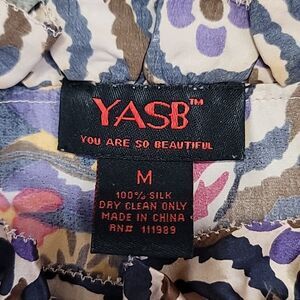 YASB™
YOU ARE SO BEAUTIFUL
M
100% SILK
DRY CLEAN ONLY
MADE IN CHINA
RN# 111989